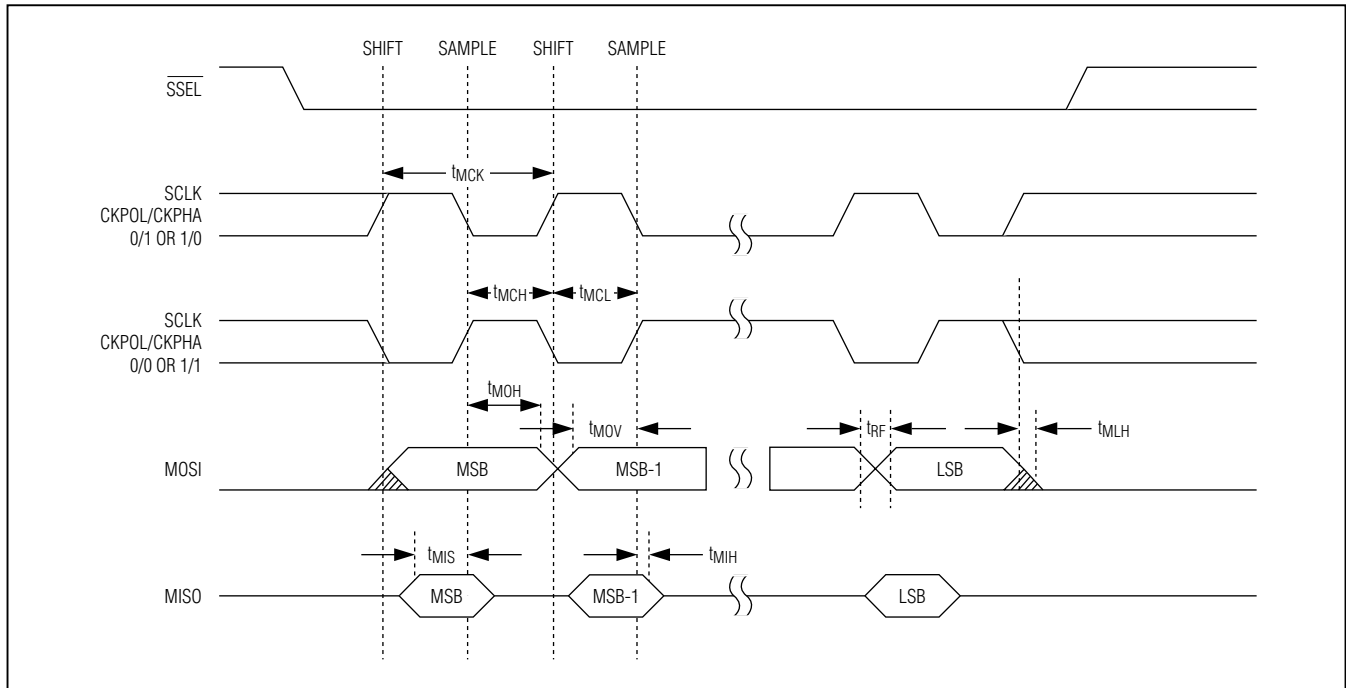 SHIFT SAMPLE SHIFT SAMPLE
SSEL
tMCK
SCLK
CKPOL/CKPHA
0/1 OR 1/0
tMCH tMCL
SCLK
CKPOL/CKPHA
0/0 OR 1/1
tMOH
tMOV tRF tMLH
MOSI MSB MSB-1 LSB
tMIS tMIH
MISO MSB MSB-1 LSB